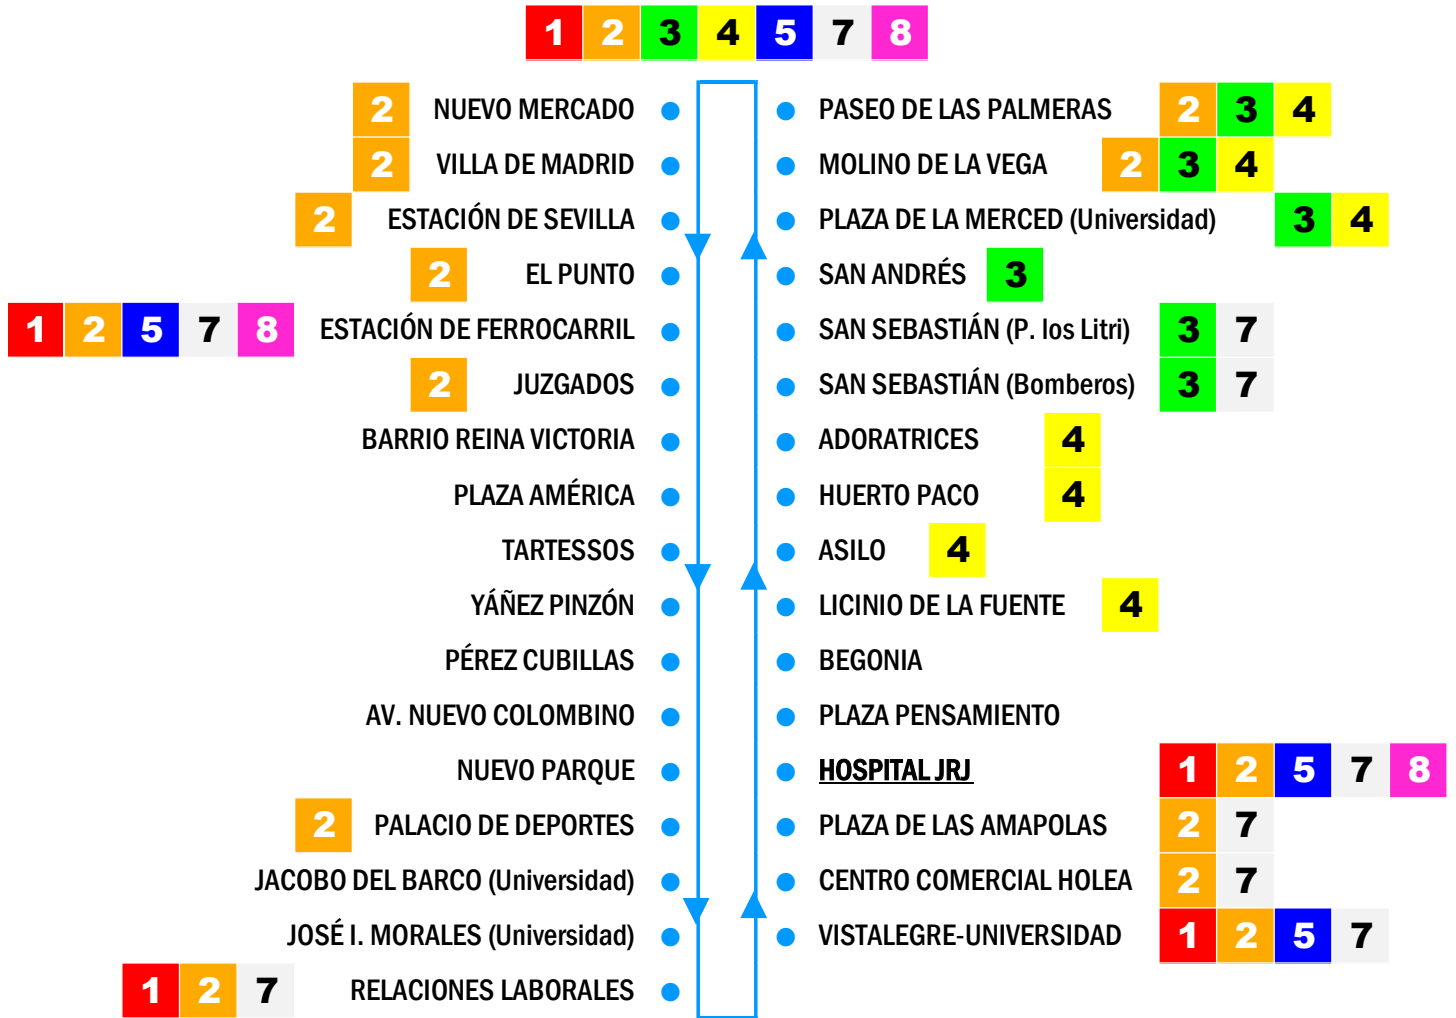 1 2 3 4 5 7 8
2 NUEVO MERCADO
2 VILLA DE MADRID
2 ESTACIÓN DE SEVILLA
2 EL PUNTO
1 2 5 7 8 ESTACIÓN DE FERROCARRIL
2 JUZGADOS
BARRIO REINA VICTORIA
PLAZA AMÉRICA
TARTESSOS
YÁÑEZ PINZÓN
PÉREZ CUBILLAS
AV. NUEVO COLOMBINO
NUEVO PARQUE
2 PALACIO DE DEPORTES
JACOBO DEL BARCO (Universidad)
JOSÉ I. MORALES (Universidad)
1 2 7 RELACIONES LABORALES
PASEO DE LAS PALMERAS 2 3 4
MOLINO DE LA VEGA 2 3 4
PLAZA DE LA MERCED (Universidad) 3 4
SAN ANDRÉS 3
SAN SEBASTIÁN (P. los Litri) 3 7
SAN SEBASTIÁN (Bomberos) 3 7
ADORATRICES 4
HUERTO PACO 4
ASILO 4
LICINIO DE LA FUENTE 4
BEGONIA
PLAZA PENSAMIENTO
HOSPITAL JRJ 1 2 5 7 8
PLAZA DE LAS AMAPOLAS 2 7
CENTRO COMERCIAL HOLEA 2 7
VISTALEGRE-UNIVERSIDAD 1 2 5 7